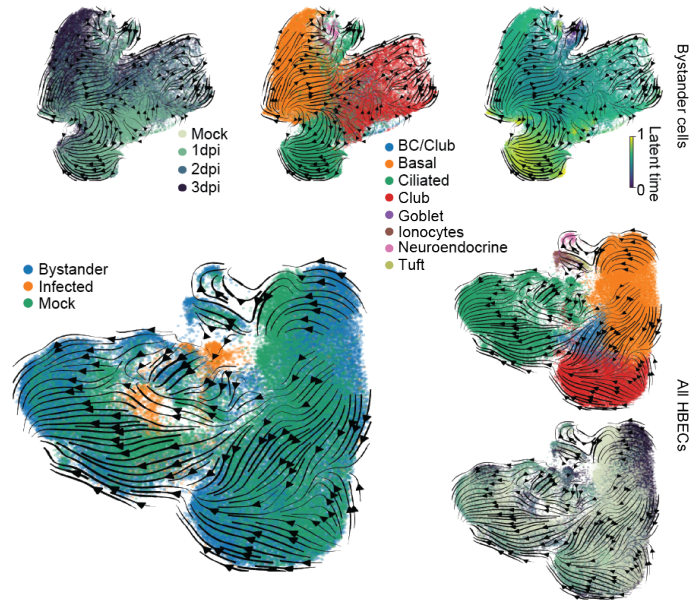 Bystander cells
Mock
1dpi
2dpi
3dpi
BC/Club
Basal
Ciliated
Club
Goblet
Ionocytes
Neuroendocrine
Tuft
1
0
Latent time
Bystander
Infected
Mock
All HBECs